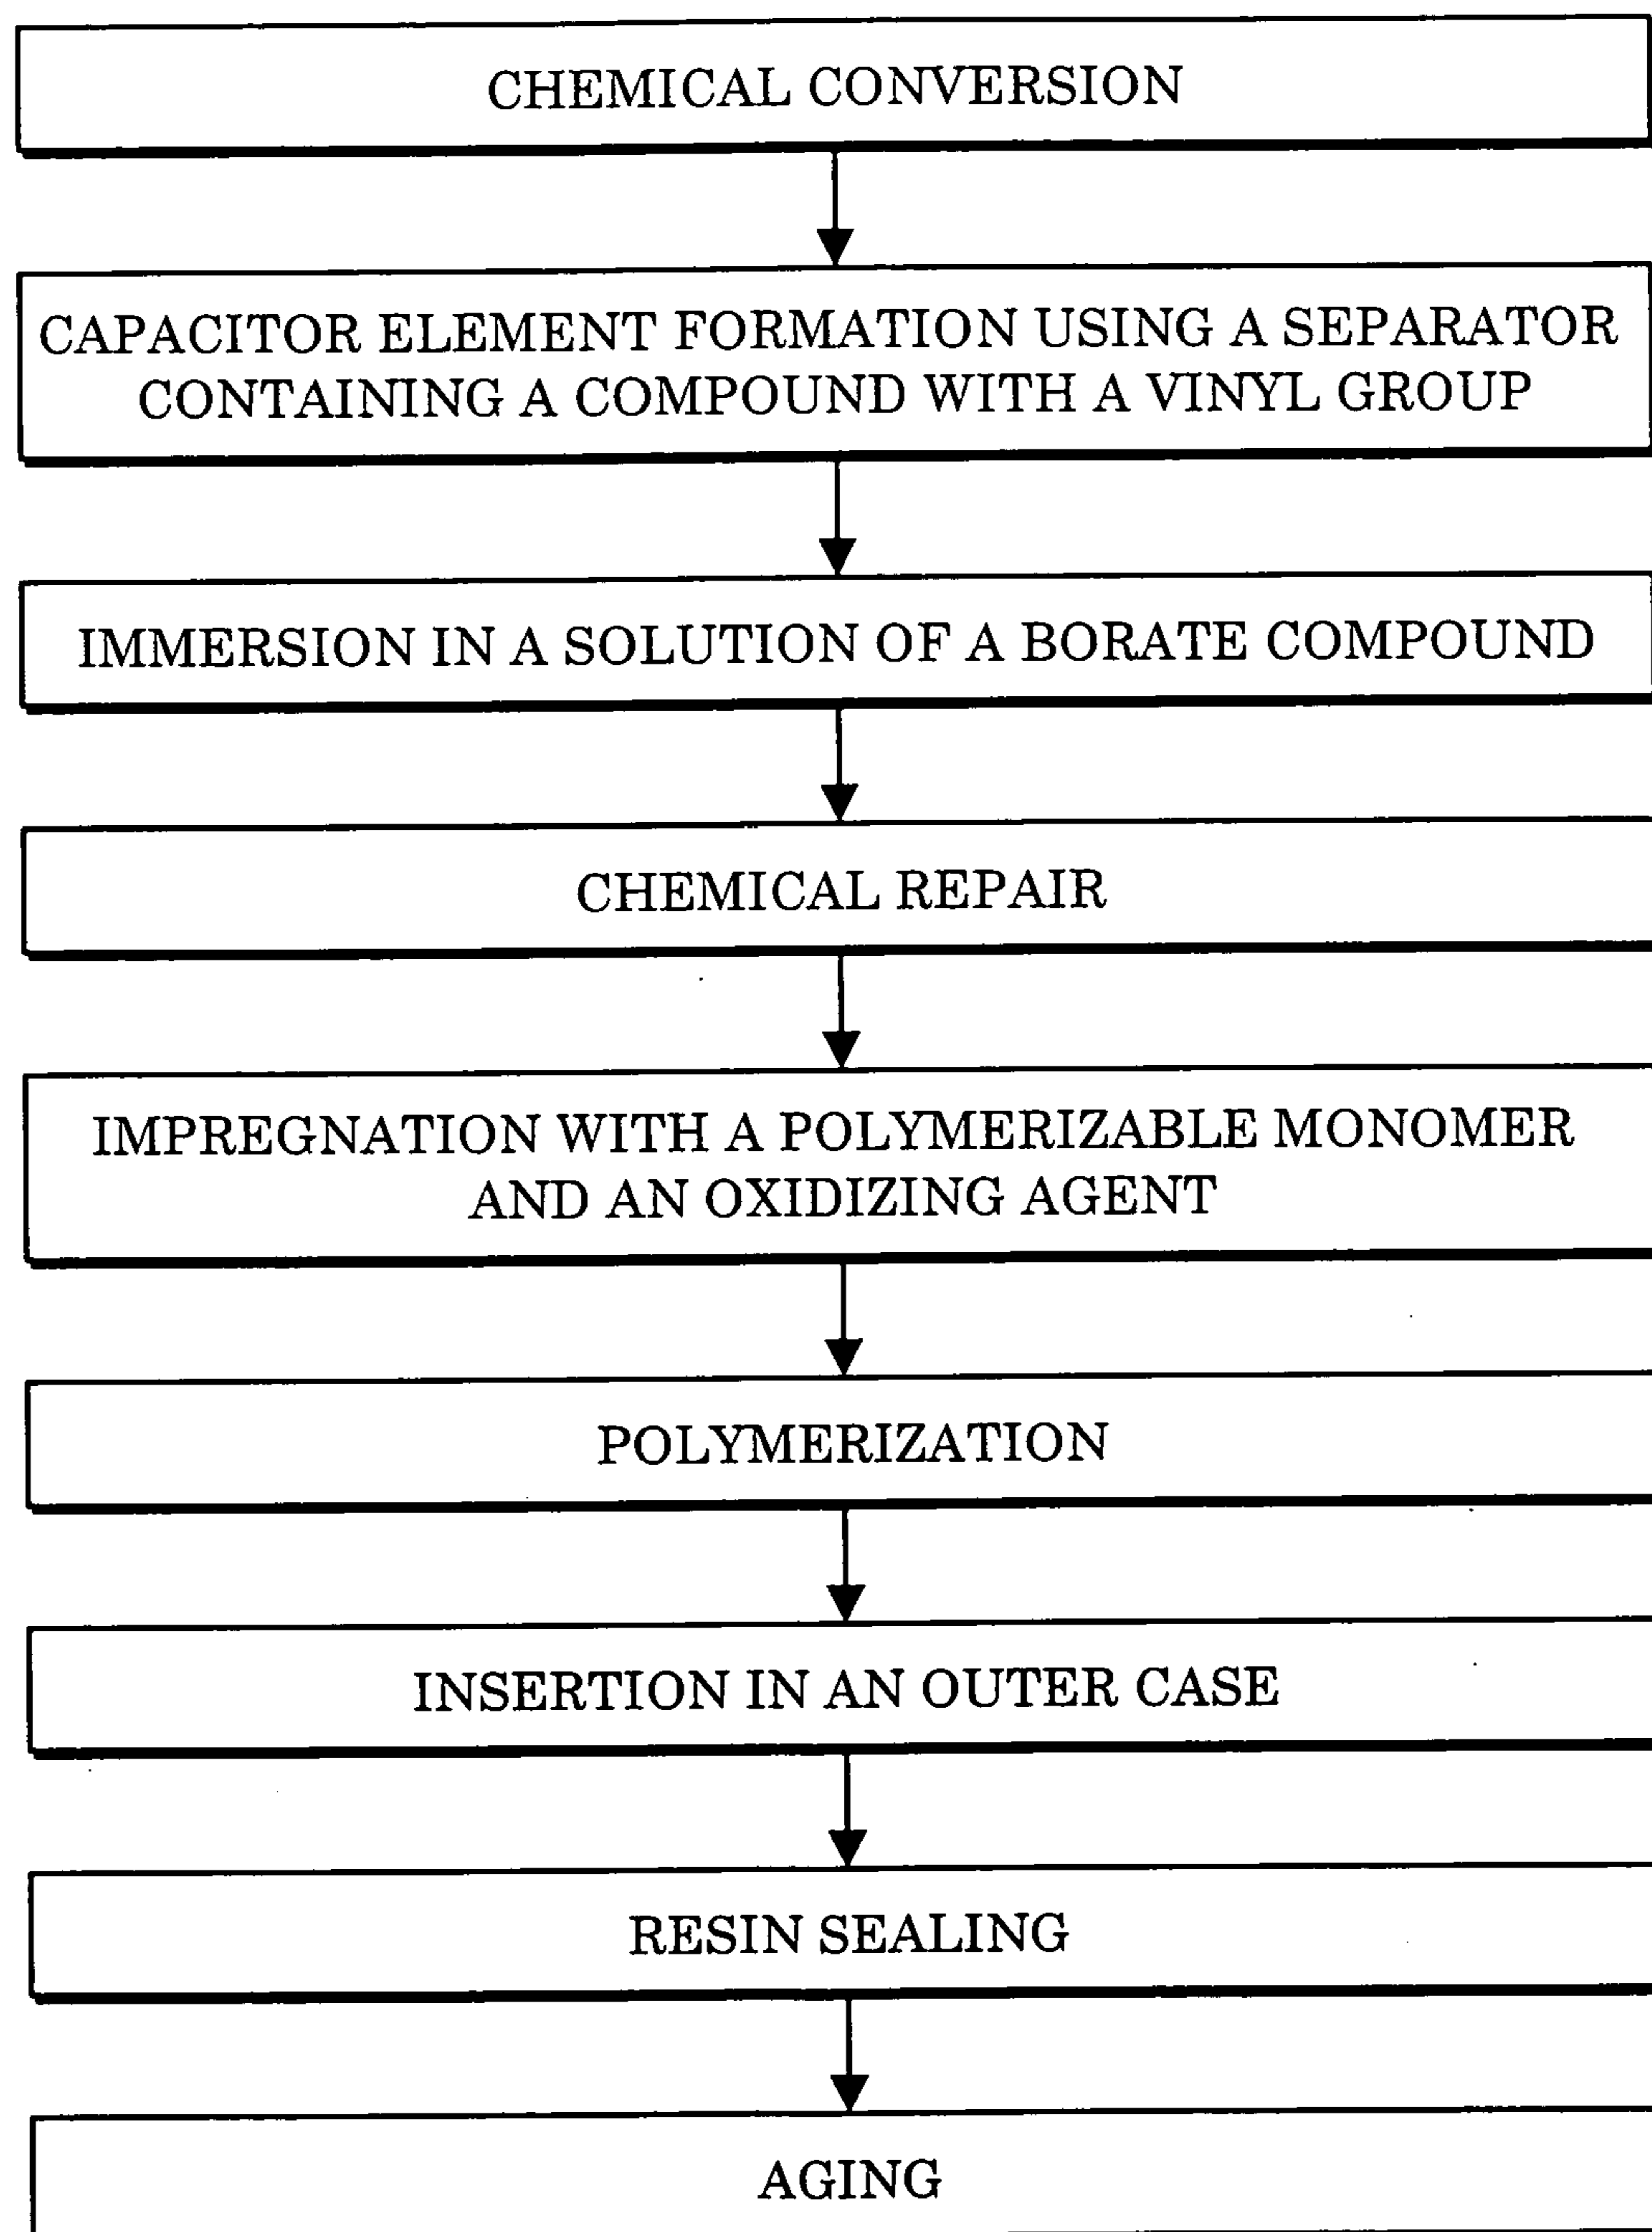 CHEMICAL CONVERSION
CAPACITOR ELEMENT FORMATION USING A SEPARATOR
CONTAINING A COMPOUND WITH A VINYL GROUP
IMMERSION IN A SOLUTION OF A BORATE COMPOUND
CHEMICAL REPAIR
IMPREGNATION WITH A POLYMERIZABLE MONOMER
AND AN OXIDIZING AGENT
POLYMERIZATION
INSERTION IN AN OUTER CASE
RESIN SEALING
AGING